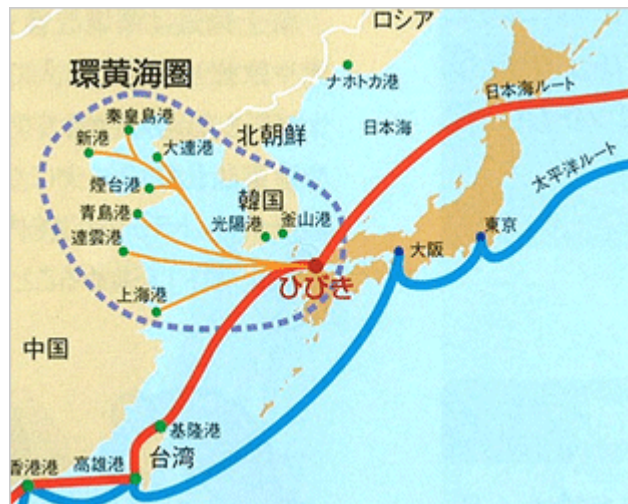 ロシア
環黄海圏
ナホトカ港
日本海ルート
秦皇島港
新港
大連港
北朝鮮
日本海
太平洋ルート
煙台港
韓国
青島港
光陽港
釜山港
東京
連雲港
大阪
ひびき
上海港
中国
基隆港
台湾
香港港
高雄港